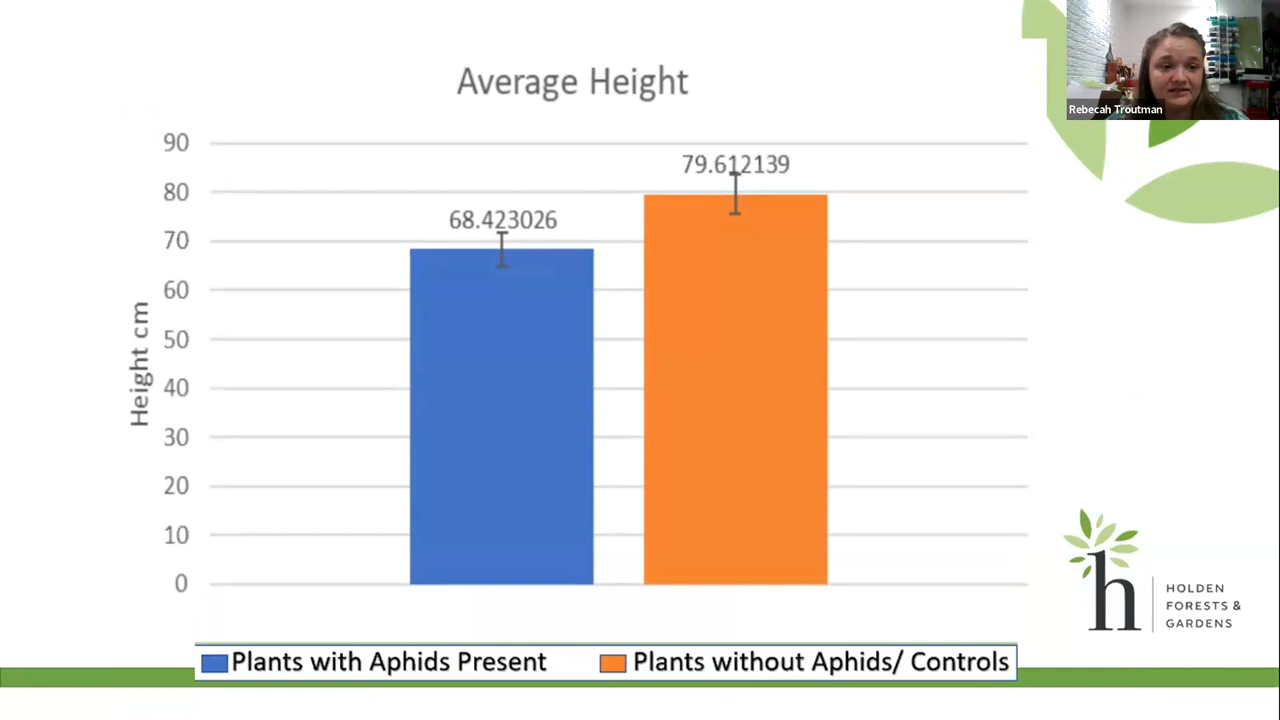 Rebecah Troutman
Average Height
90
80
70
60
50
40
30
20
10
0
Height cm
68.423026
79.612139
Plants with Aphids Present
Plants without Aphids/ Controls
h
HOLDEN
FORESTS &
GARDENS